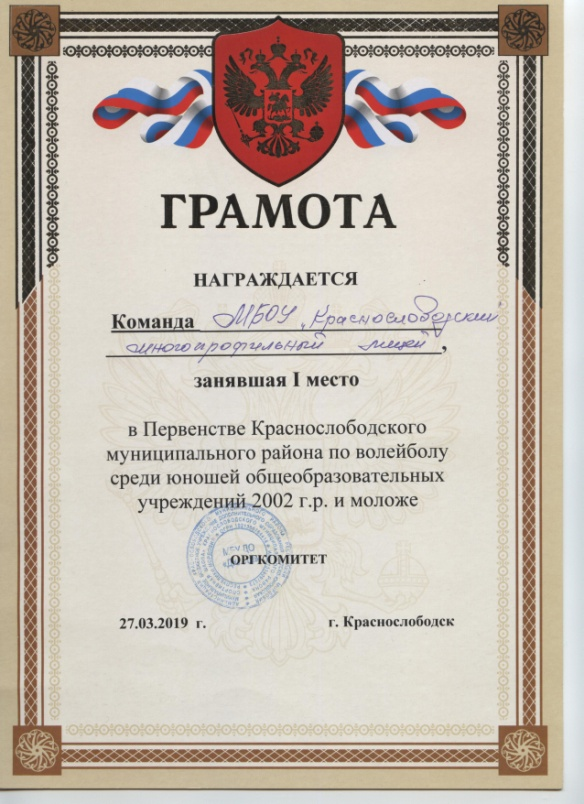 ГРАМОТА
НАГРАЖДАЕТСЯ
Команда МБОУ „Краснослободский
многопрофильный лицей",
занявшая I место
в Первенстве Краснослободского
муниципального района по волейболу
среди юношей общеобразовательных
учреждений 2002 г.р. и моложе
ОРГКОМИТЕТ
27.03.2019 г. г. Краснослободск